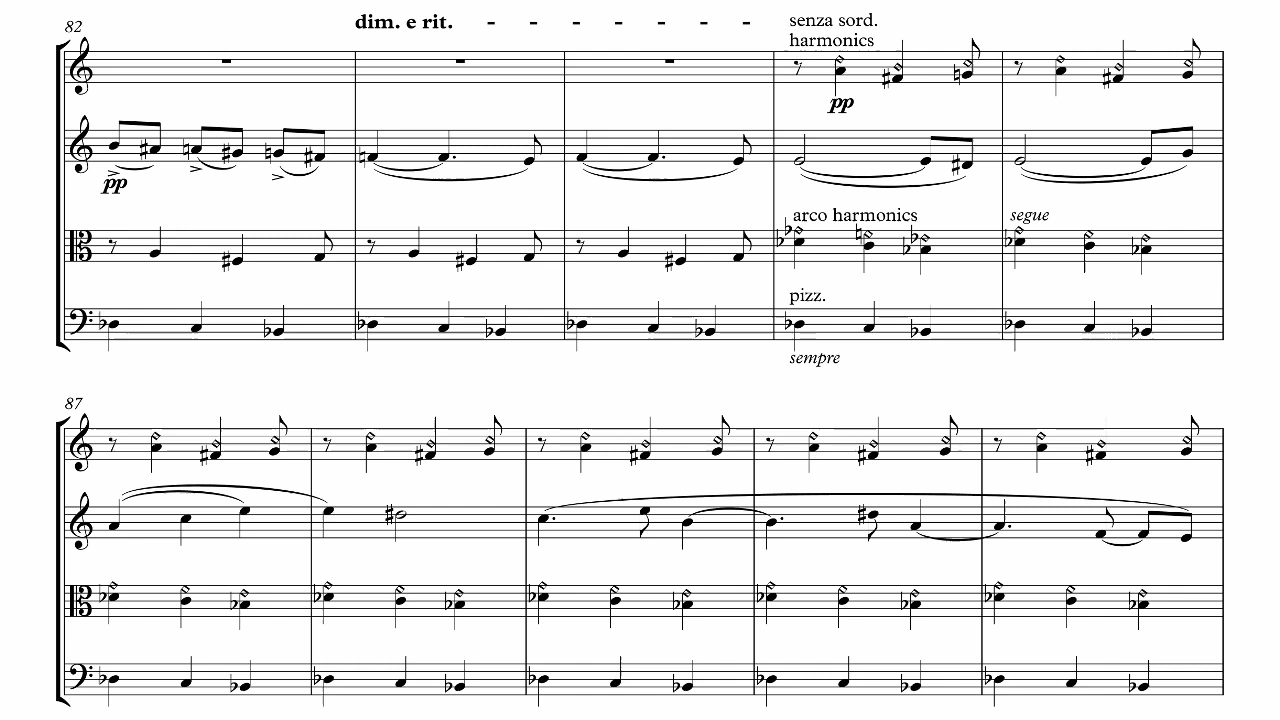 82
dim. e rit. - - - - - - -
senza sord.
harmonics
pp
pp
arco harmonics
segue
pizz.
sempre
87